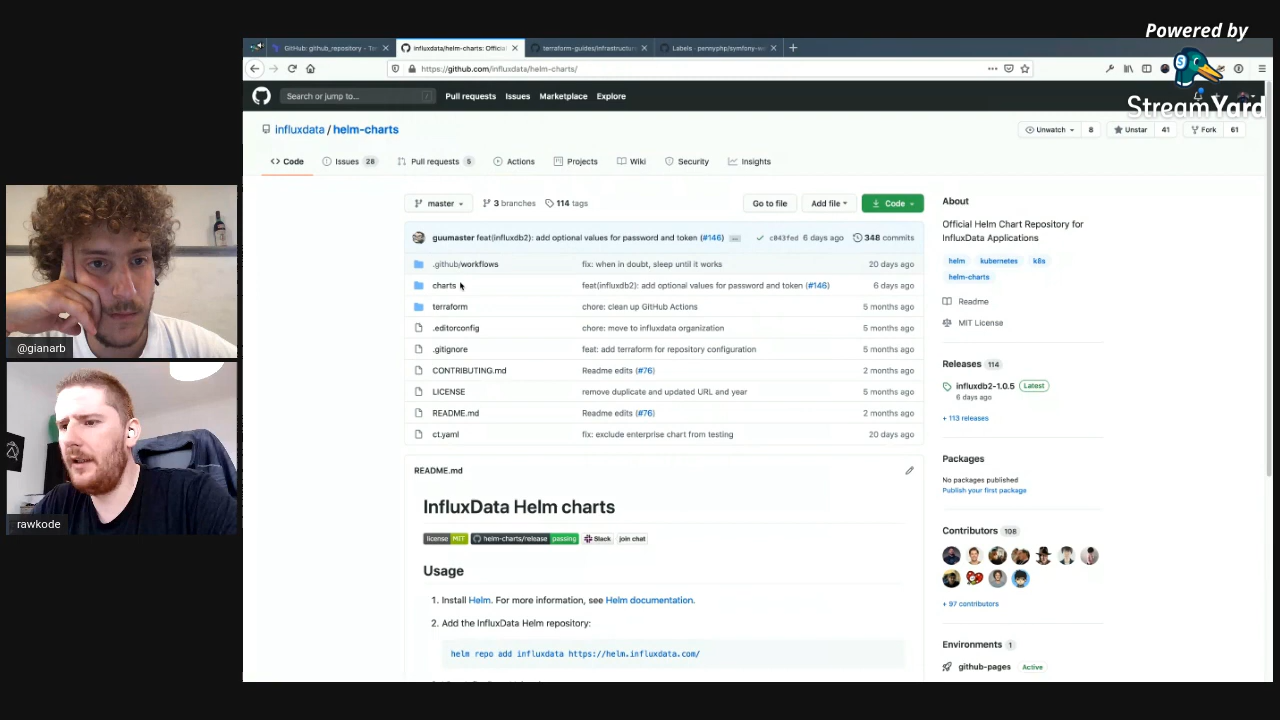 Powered by
StreamYard
GitHub: github_repository - Ter
influxdata/helm-charts: Official
terraform-guides/infrastructure
Labels · pennyphp/symfony-
https://github.com/influxdata/helm-charts/
Search or jump to...
/
Pull requests
Issues
Marketplace
Explore
influxdata / helm-charts
Unwatch
8
Unstar
41
Fork
61
Code
Issues 28
Pull requests 5
Actions
Projects
Wiki
Security
Insights
master
3 branches
114 tags
Go to file
Add file
Code
guumaster feat(influxdb2): add optional values for password and token (#146) ...
c043fed 6 days ago
348 commits
.github/workflows fix: when in doubt, sleep until it works 20 days ago
charts feat(influxdb2): add optional values for password and token (#146) 6 days ago
terraform chore: clean up GitHub Actions 5 months ago
.editorconfig chore: move to influxdata organization 5 months ago
.gitignore feat: add terraform for repository configuration 5 months ago
CONTRIBUTING.md Readme edits (#76) 2 months ago
LICENSE remove duplicate and updated URL and year 5 months ago
README.md Readme edits (#76) 2 months ago
ct.yaml fix: exclude enterprise chart from testing 20 days ago
README.md
InfluxData Helm charts
license MIT helm-charts/release passing Slack join chat
Usage
1. Install Helm. For more information, see Helm documentation.
2. Add the InfluxData Helm repository:
helm repo add influxdata https://helm.influxdata.com/
About
Official Helm Chart Repository for
InfluxData Applications
helm kubernetes k8s
helm-charts
Readme
MIT License
Releases 114
influxdb2-1.0.5 Latest
6 days ago
+ 113 releases
Packages
No packages published
Publish your first package
Contributors 108
+ 97 contributors
Environments 1
github-pages Active
@gianarb
rawkode